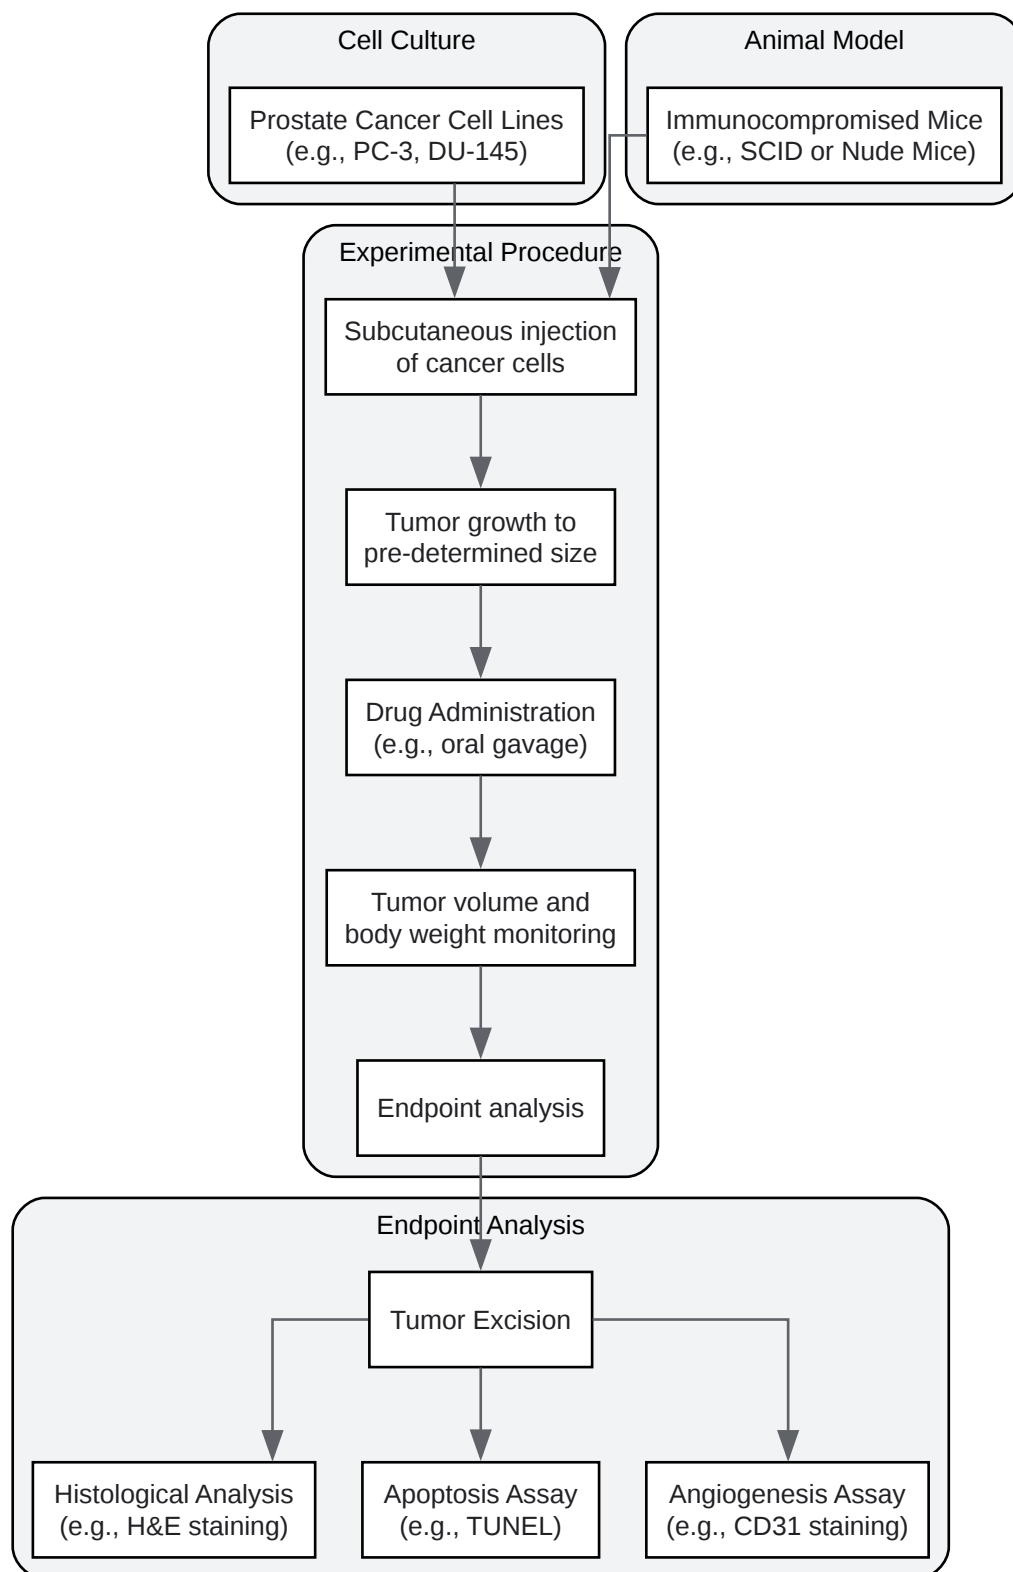 Cell Culture
Prostate Cancer Cell Lines
(e.g., PC-3, DU-145)
Animal Model
Immunocompromised Mice
(e.g., SCID or Nude Mice)
Experimental Procedure
Subcutaneous injection
of cancer cells
Tumor growth to
pre-determined size
Drug Administration
(e.g., oral gavage)
Tumor volume and
body weight monitoring
Endpoint analysis
Endpoint Analysis
Tumor Excision
Histological Analysis
(e.g., H&E staining)
Apoptosis Assay
(e.g., TUNEL)
Angiogenesis Assay
(e.g., CD31 staining)